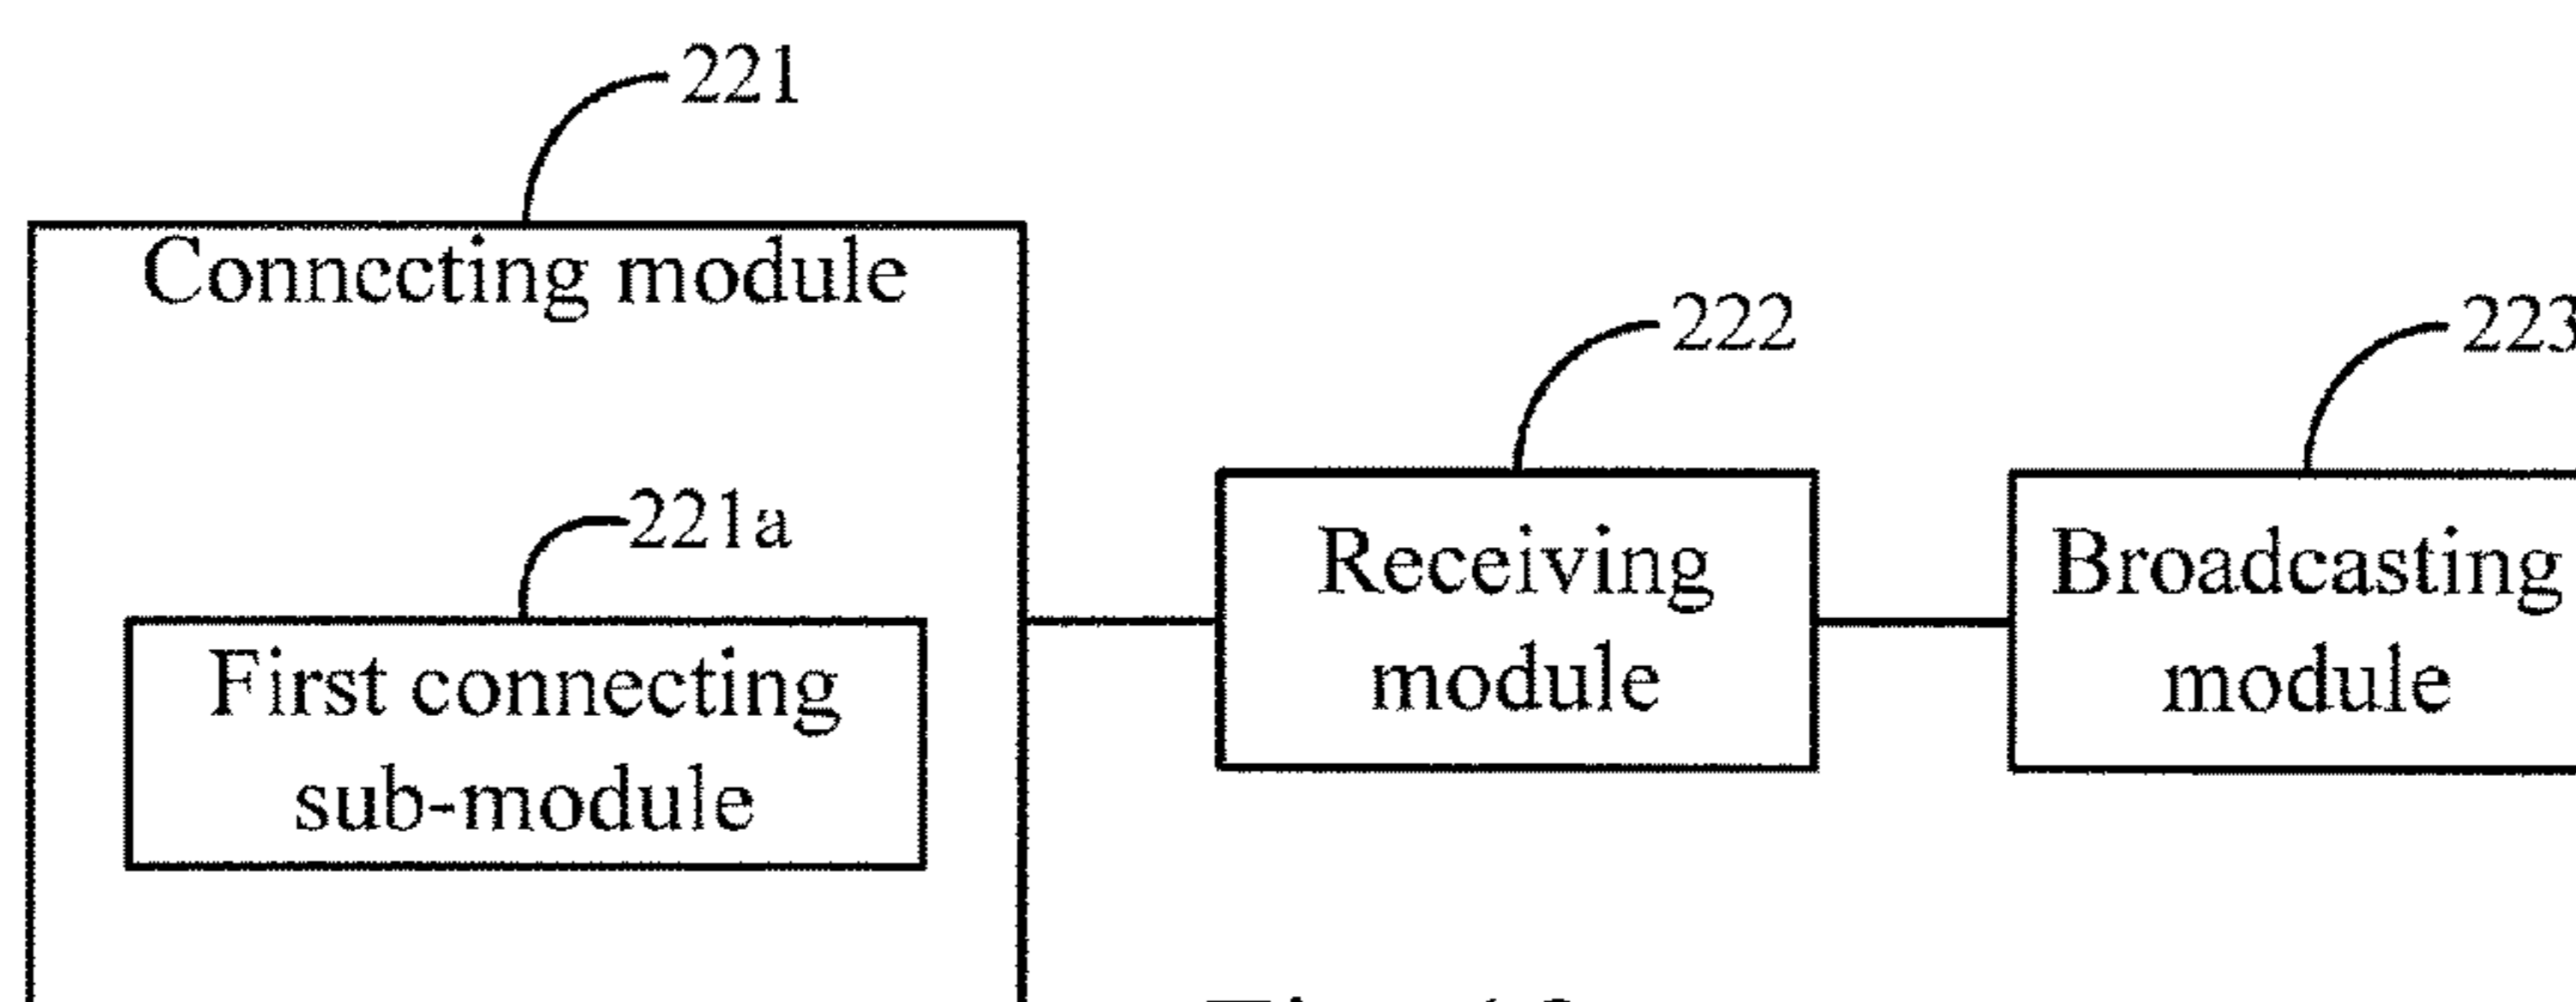 221
Connecting module
222
223
221a
Receiving
module
Broadcasting
module
First connecting
sub-module